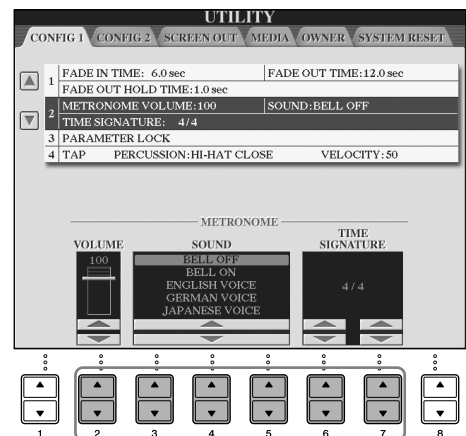 UTILITY
CONFIG 1 CONFIG 2 SCREEN OUT MEDIA OWNER SYSTEM RESET
1 FADE IN TIME: 6.0 sec FADE OUT TIME:12.0 sec
FADE OUT HOLD TIME:1.0 sec
2 METRONOME VOLUME:100 SOUND:BELL OFF
TIME SIGNATURE: 4/4
3 PARAMETER LOCK
4 TAP PERCUSSION:HI-HAT CLOSE VELOCITY:50
METRONOME
VOLUME SOUND TIME SIGNATURE
100
BELL OFF
BELL ON
ENGLISH VOICE
GERMAN VOICE
JAPANESE VOICE
4 / 4
1 2 3 4 5 6 7 8